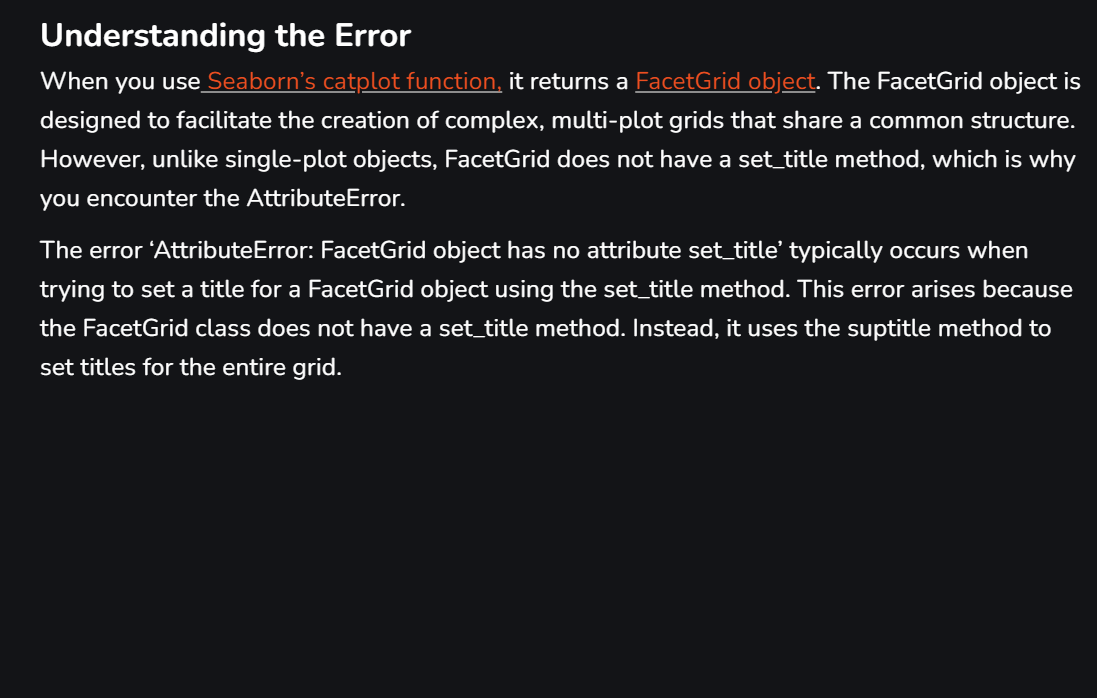 Understanding the Error
When you use Seaborn’s catplot function, it returns a FacetGrid object. The FacetGrid object is
designed to facilitate the creation of complex, multi-plot grids that share a common structure.
However, unlike single-plot objects, FacetGrid does not have a set_title method, which is why
you encounter the AttributeError.
The error ‘AttributeError: FacetGrid object has no attribute set_title’ typically occurs when
trying to set a title for a FacetGrid object using the set_title method. This error arises because
the FacetGrid class does not have a set_title method. Instead, it uses the suptitle method to
set titles for the entire grid.